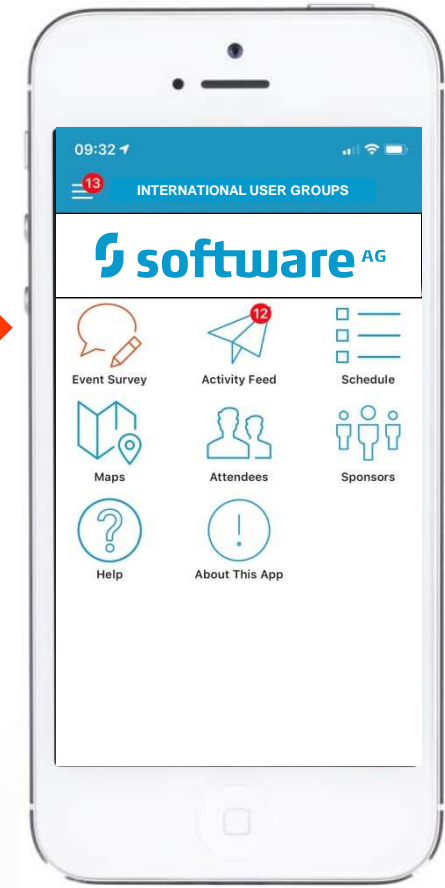 09:32
13
INTERNATIONAL USER GROUPS
software AG
12
Event Survey Activity Feed Schedule
Maps Attendees Sponsors
Help About This App